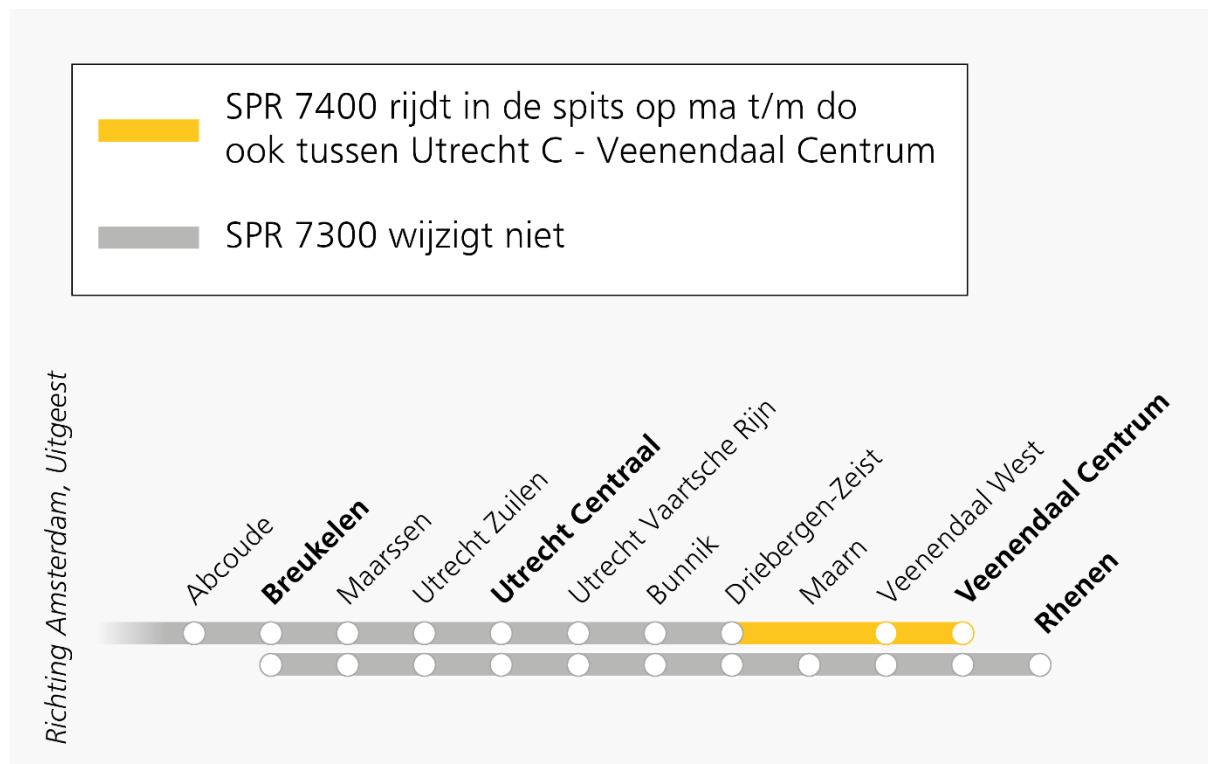 SPR 7400 rijdt in de spits op ma t/m do
ook tussen Utrecht C - Veenendaal Centrum
SPR 7300 wijzigt niet
Richting Amsterdam, Uitgeest
Abcoude
Breukelen
Maarssen
Utrecht Zuilen
Utrecht Centraal
Utrecht Vaartsche Rijn
Bunnik
Driebergen-Zeist
Maarn
Veenendaal West
Veenendaal Centrum
Rhenen